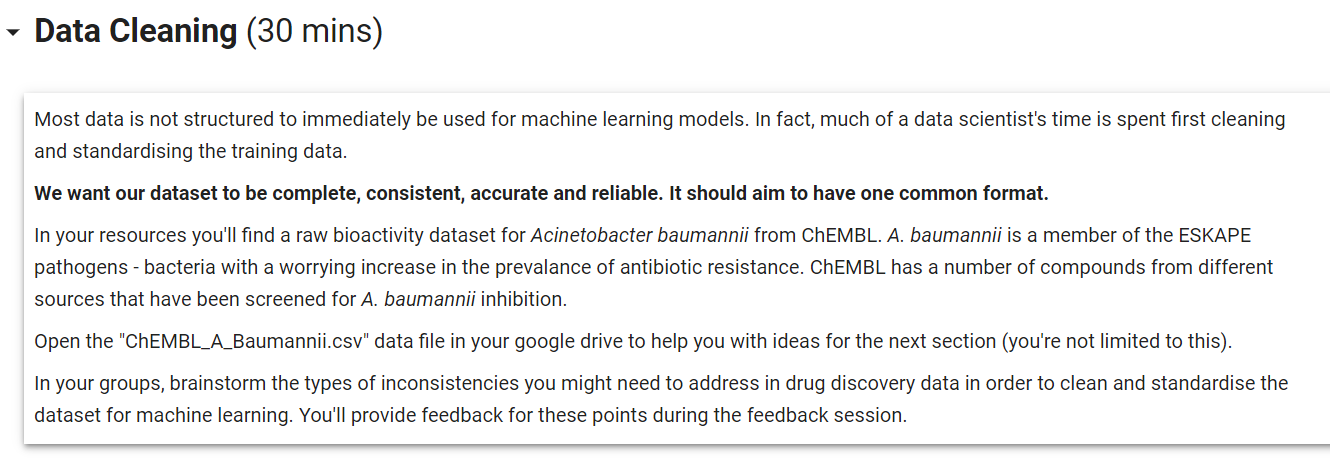 Data Cleaning (30 mins)
Most data is not structured to immediately be used for machine learning models. In fact, much of a data scientist's time is spent first cleaning
and standardising the training data.
We want our dataset to be complete, consistent, accurate and reliable. It should aim to have one common format.
In your resources you'll find a raw bioactivity dataset for Acinetobacter baumannii from ChEMBL. A. baumannii is a member of the ESKAPE
pathogens - bacteria with a worrying increase in the prevalance of antibiotic resistance. ChEMBL has a number of compounds from different
sources that have been screened for A. baumannii inhibition.
Open the "ChEMBL_A_Baumannii.csv" data file in your google drive to help you with ideas for the next section (you're not limited to this).
In your groups, brainstorm the types of inconsistencies you might need to address in drug discovery data in order to clean and standardise the
dataset for machine learning. You'll provide feedback for these points during the feedback session.